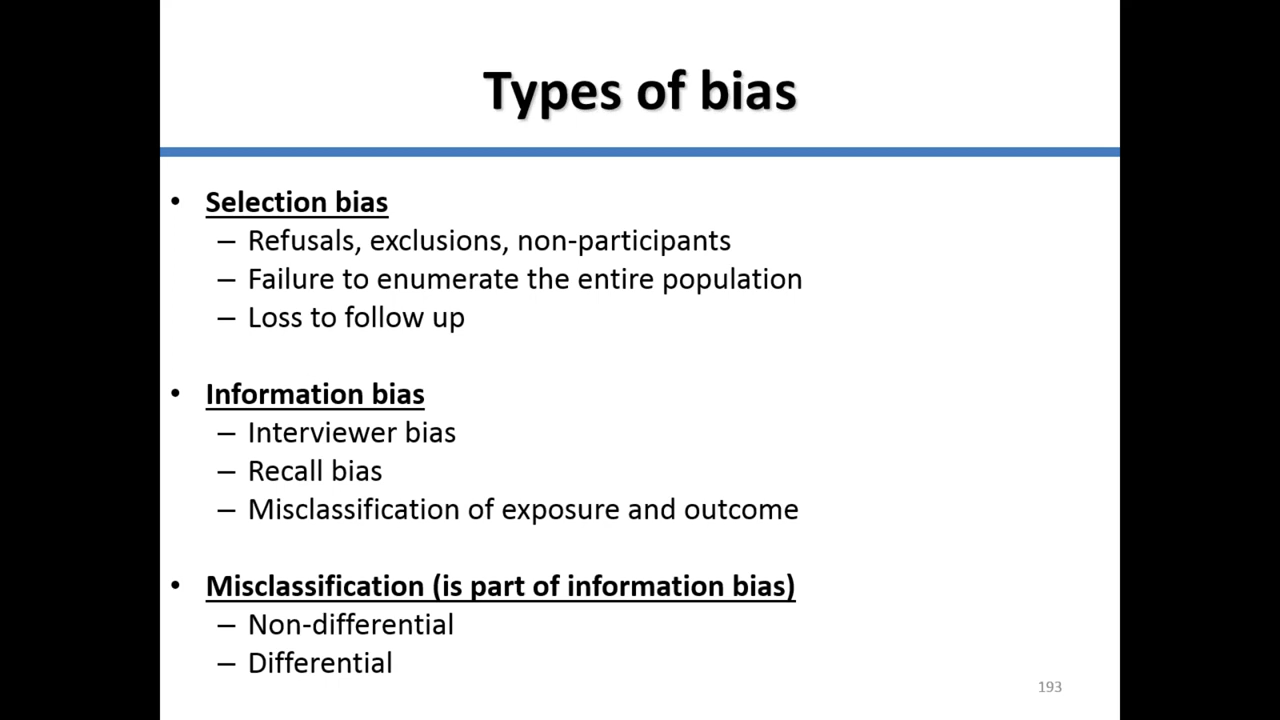 Types of bias
• Selection bias
– Refusals, exclusions, non-participants
– Failure to enumerate the entire population
– Loss to follow up
• Information bias
– Interviewer bias
– Recall bias
– Misclassification of exposure and outcome
• Misclassification (is part of information bias)
– Non-differential
– Differential
193